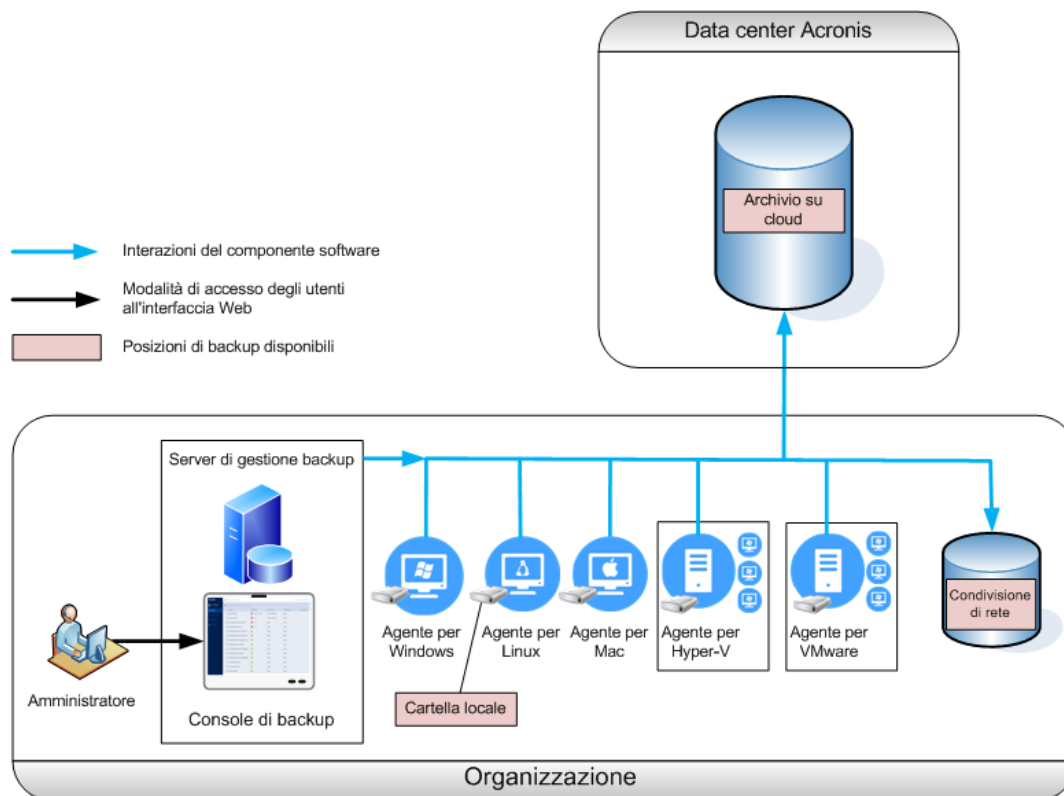 Data center Acronis
Archivio su
cloud
Interazioni del componente software
Modalità di accesso degli utenti
all'interfaccia Web
Posizioni di backup disponibili
Server di gestione backup
Amministratore
Console di backup
Agente per
Windows
Agente per
Linux
Agente per
Mac
Agente per
Hyper-V
Agente per
VMware
Condivisione
di rete
Cartella locale
Organizzazione